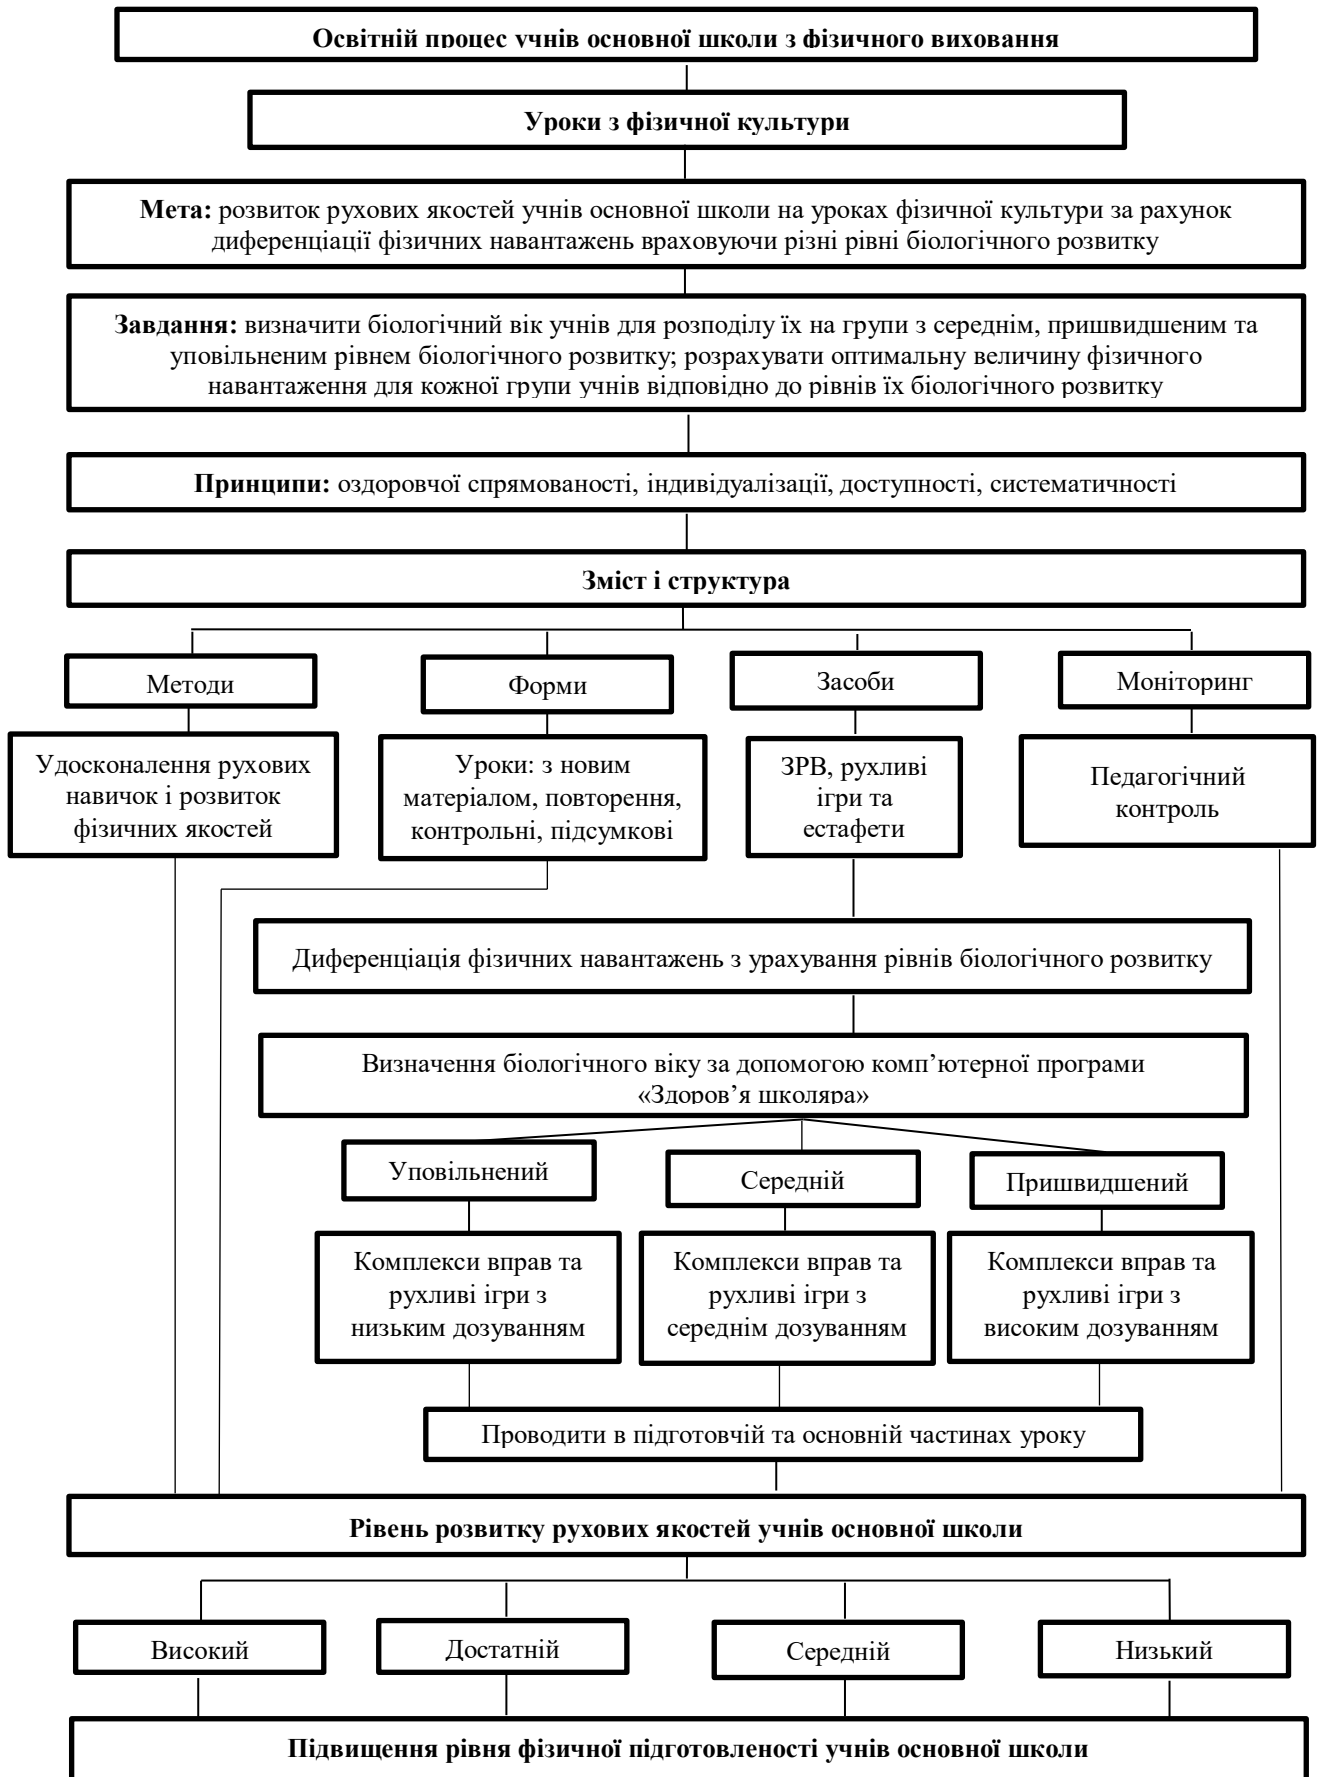 Освітній процес учнів основної школи з фізичного виховання
Уроки з фізичної культури
Мета: розвиток рухових якостей учнів основної школи на уроках фізичної культури за рахунок
диференціації фізичних навантажень враховуючи різні рівні біологічного розвитку
Завдання: визначити біологічний вік учнів для розподілу їх на групи з середнім, пришвидшеним та
уповільненим рівнем біологічного розвитку; розрахувати оптимальну величину фізичного
навантаження для кожної групи учнів відповідно до рівнів їх біологічного розвитку
Принципи: оздоровчої спрямованості, індивідуалізації, доступності, систематичності
Зміст і структура
Методи
Форми
Засоби
Моніторинг
Удосконалення рухових
навичок і розвиток
фізичних якостей
Уроки: з новим
матеріалом, повторення,
контрольні, підсумкові
ЗРВ, рухливі
ігри та
естафети
Педагогічний
контроль
Диференціація фізичних навантажень з урахування рівнів біологічного розвитку
Визначення біологічного віку за допомогою комп’ютерної програми
«Здоров’я школяра»
Уповільнений
Середній
Пришвидшений
Комплекси вправ та
рухливі ігри з
низьким дозуванням
Комплекси вправ та
рухливі ігри з
середнім дозуванням
Комплекси вправ та
рухливі ігри з
високим дозуванням
Проводити в підготовчій та основній частинах уроку
Рівень розвитку рухових якостей учнів основної школи
Високий
Достатній
Середній
Низький
Підвищення рівня фізичної підготовленості учнів основної школи